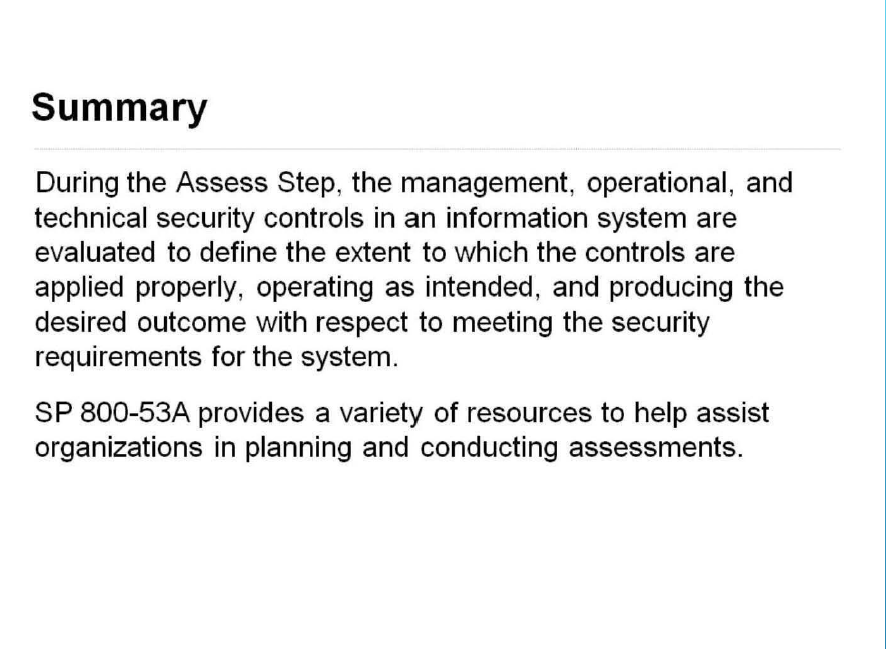 Summary
During the Assess Step, the management, operational, and
technical security controls in an information system are
evaluated to define the extent to which the controls are
applied properly, operating as intended, and producing the
desired outcome with respect to meeting the security
requirements for the system.
SP 800-53A provides a variety of resources to help assist
organizations in planning and conducting assessments.